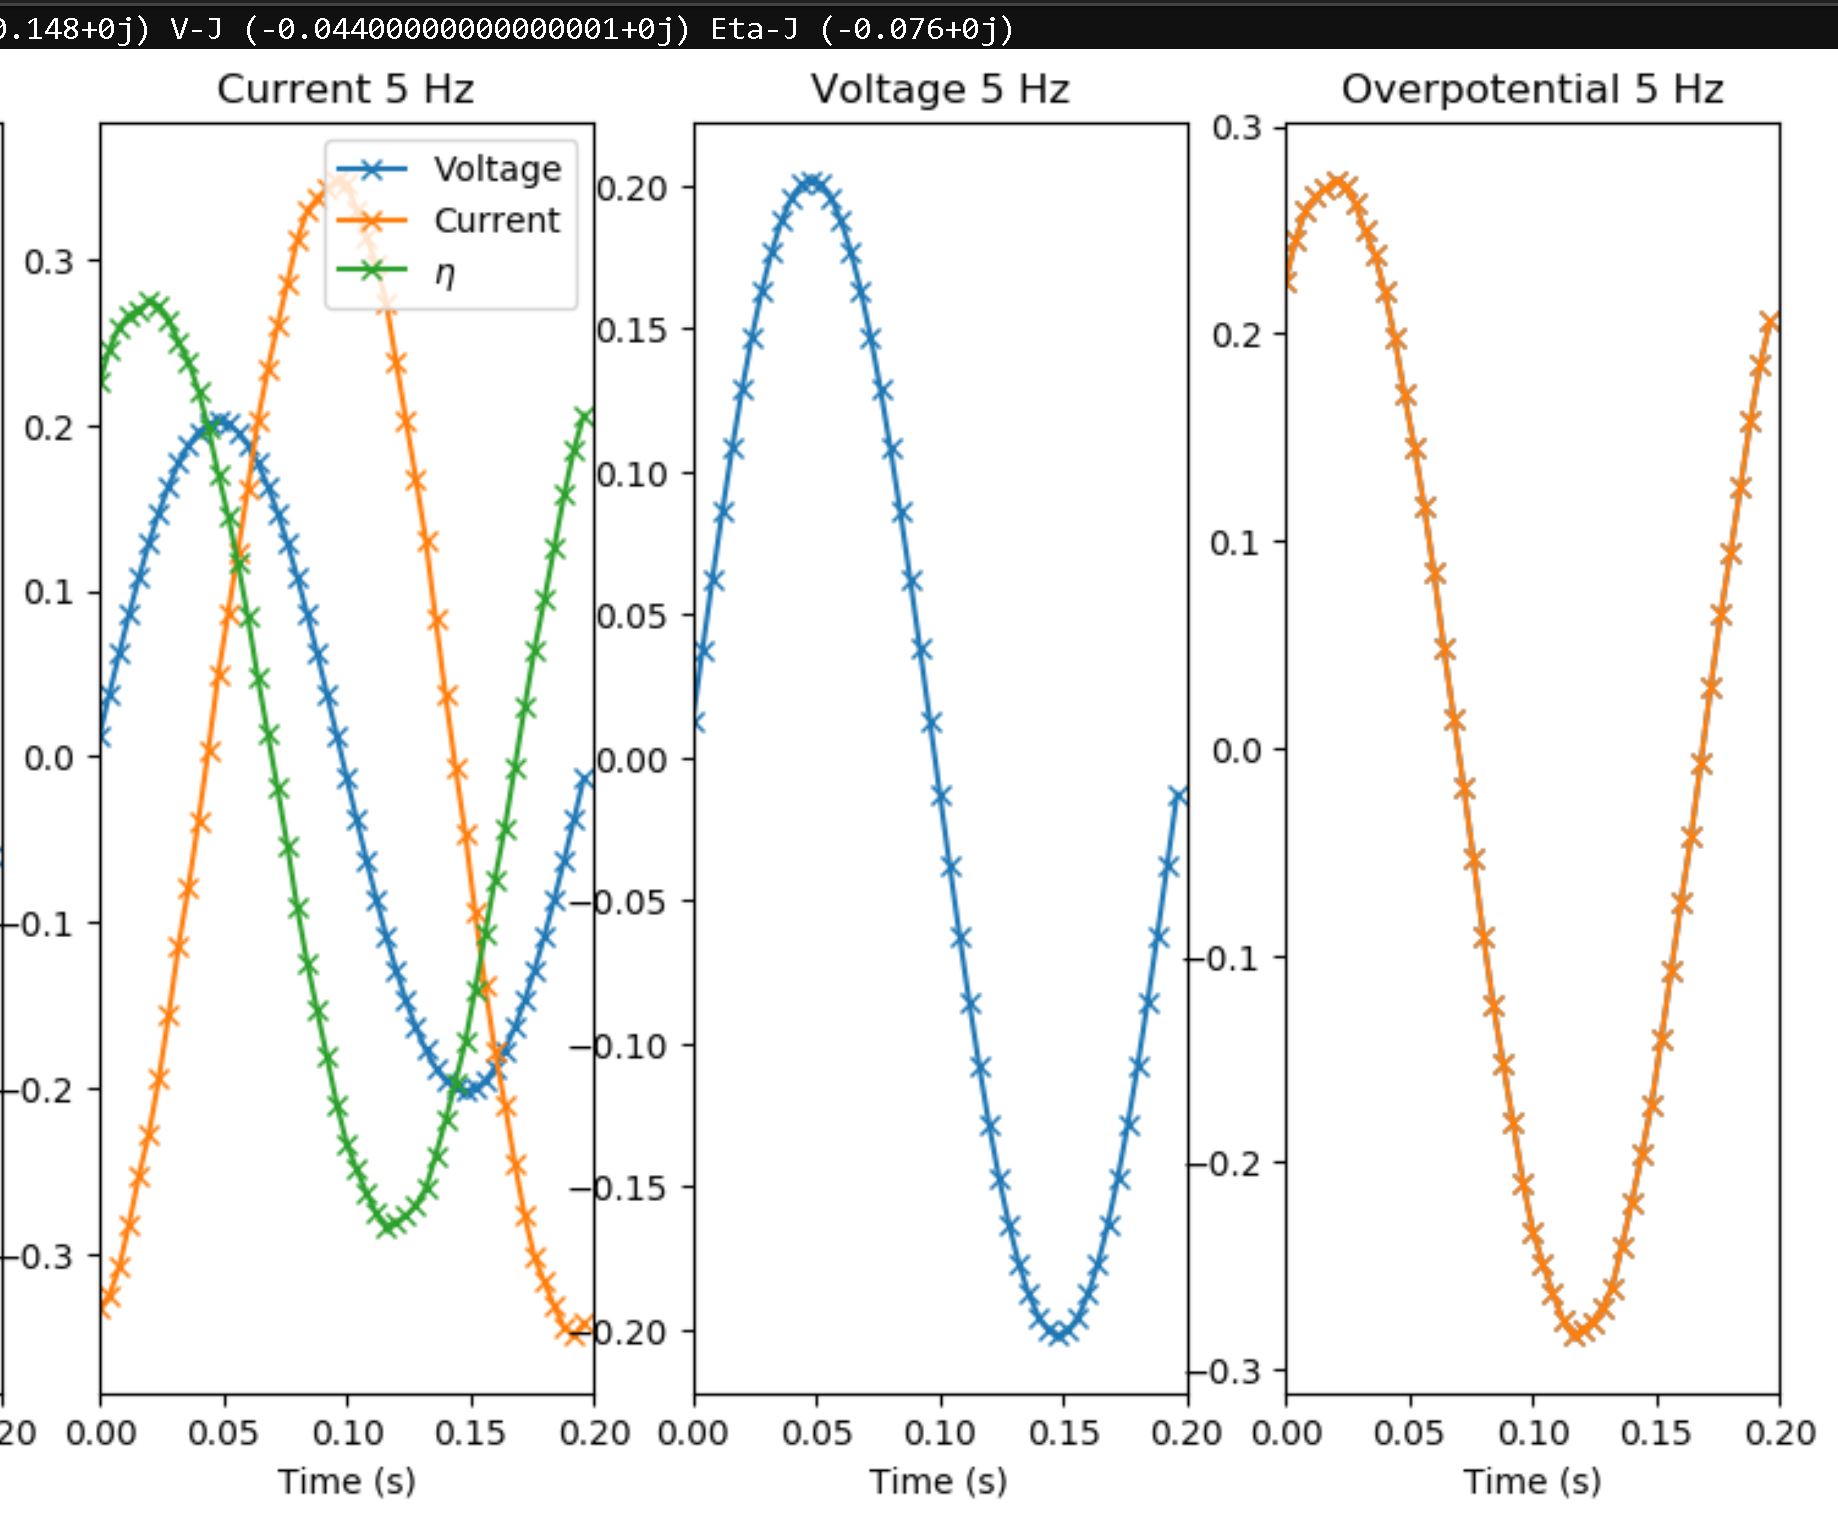 0.148+0j) V-J (-0.04400000000000001+0j) Eta-J (-0.076+0j)
Current 5 Hz
Voltage 5 Hz
Overpotential 5 Hz
Voltage
Current
η
0.3
0.2
0.1
0.0
−0.1
−0.2
−0.3
0.20
0.15
0.10
0.05
0.00
−0.05
−0.10
−0.15
−0.20
0.3
0.2
0.1
0.0
−0.1
−0.2
−0.3
20
0.00 0.05 0.10 0.15 0.20
0.00 0.05 0.10 0.15 0.20
0.00 0.05 0.10 0.15 0.20
Time (s)
Time (s)
Time (s)